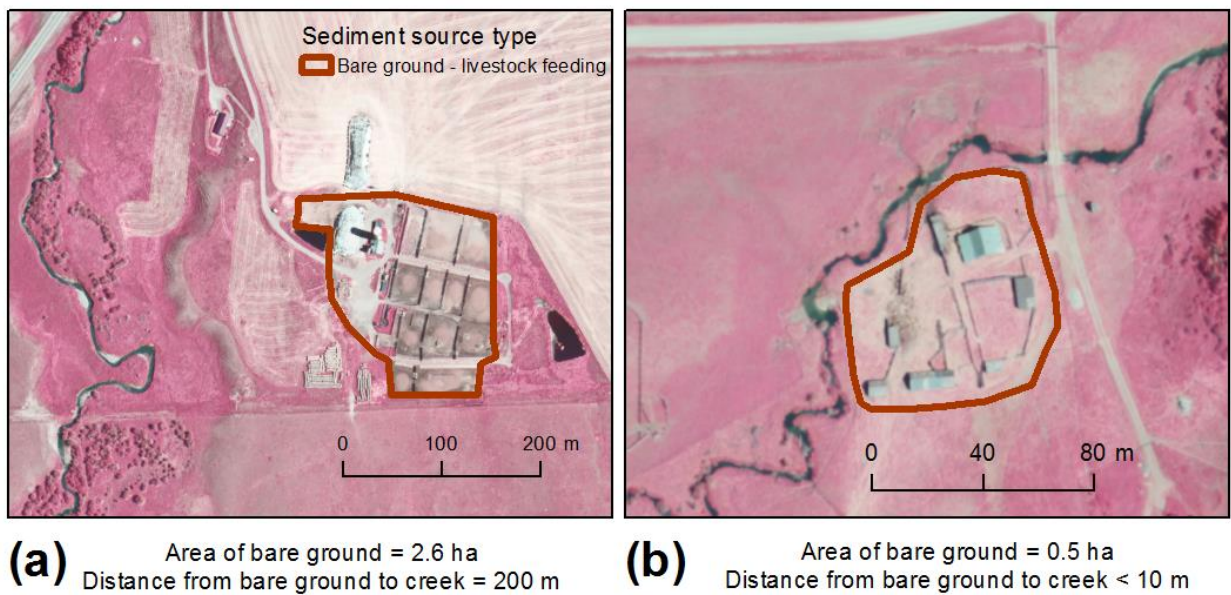 Sediment source type
Bare ground - livestock feeding
0 100 200 m
0 40 80 m
(a)
Area of bare ground = 2.6 ha
Distance from bare ground to creek = 200 m
(b)
Area of bare ground = 0.5 ha
Distance from bare ground to creek < 10 m